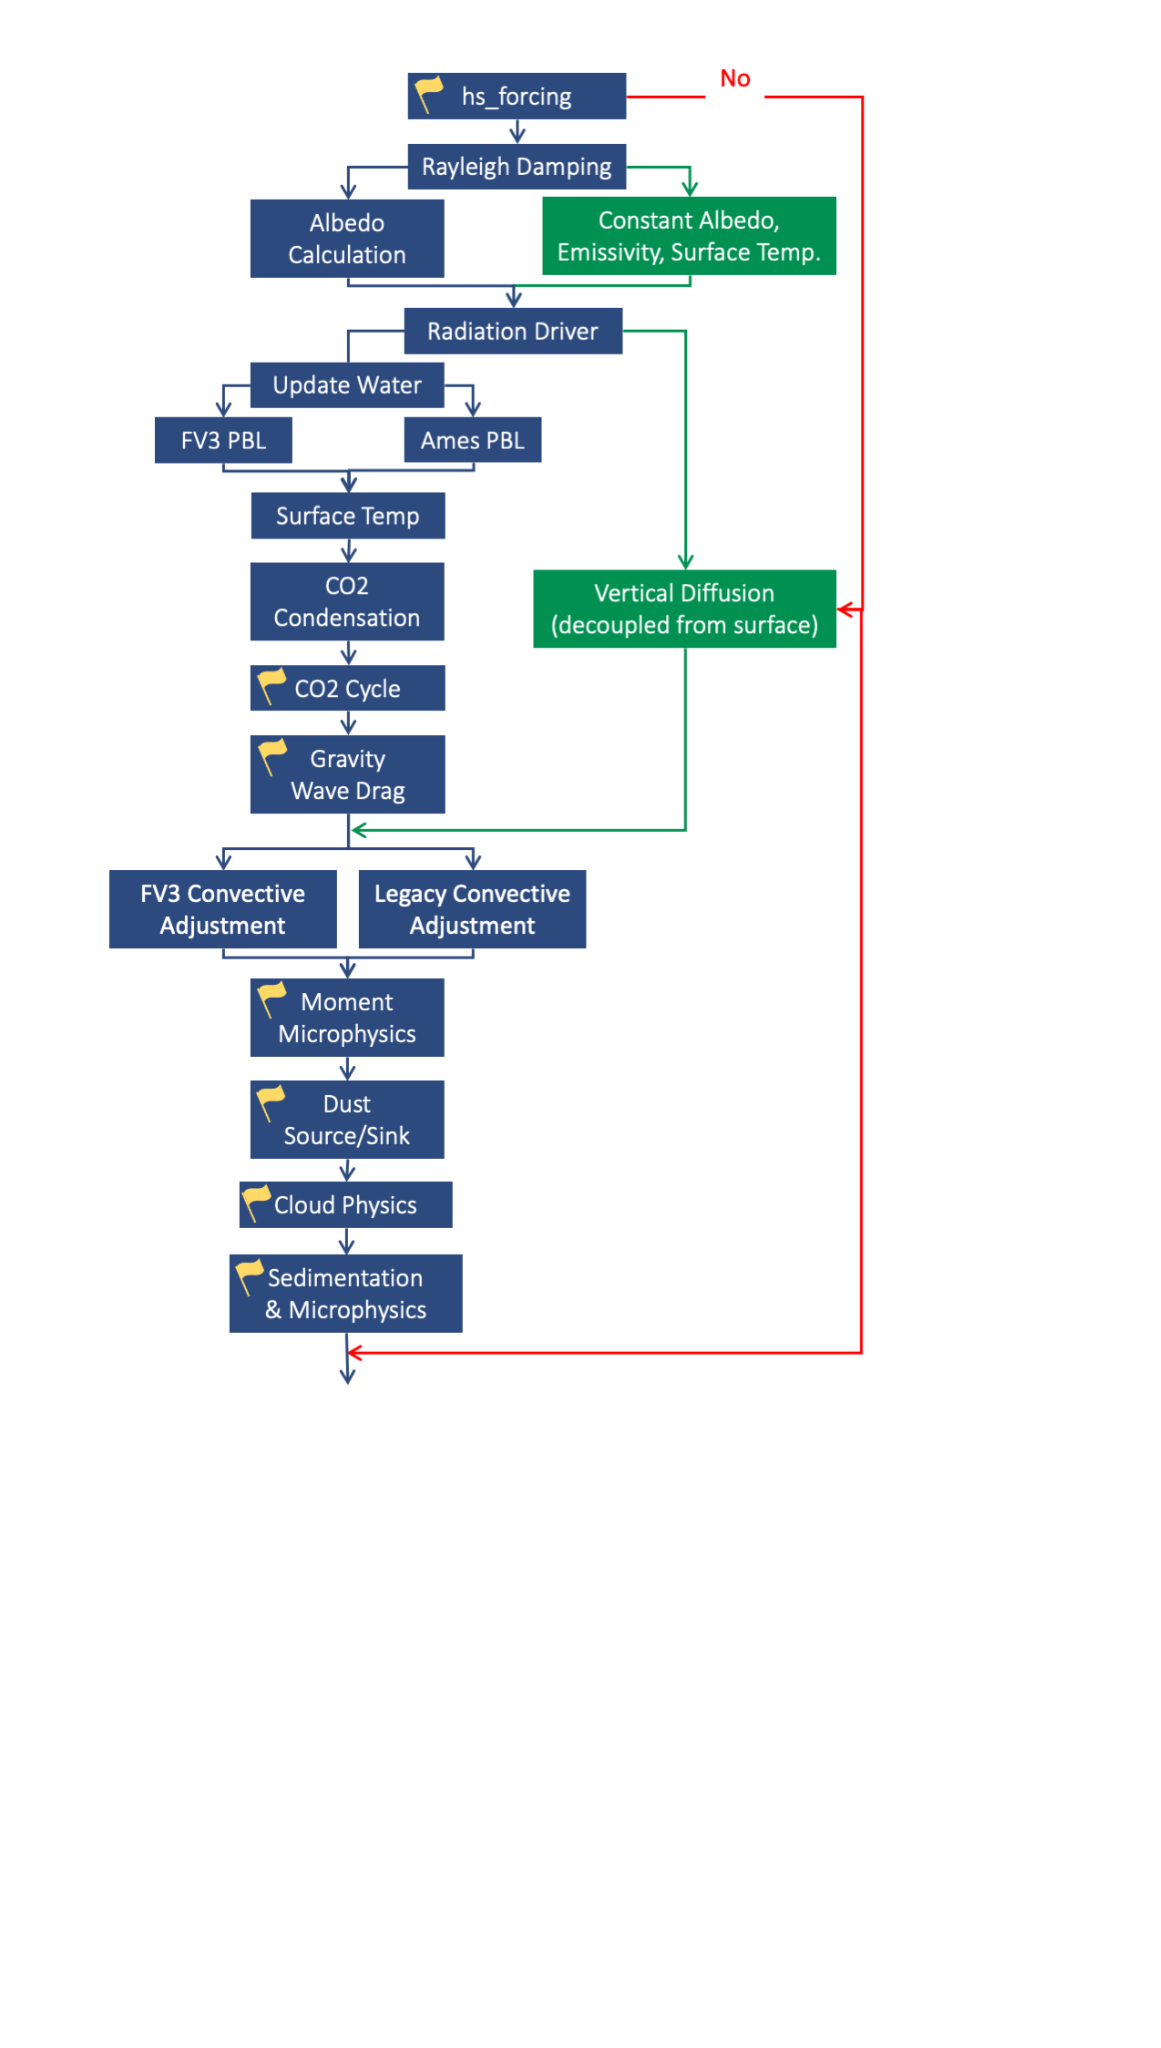 No
hs_forcing
Rayleigh Damping
Albedo
Calculation
Constant Albedo,
Emissivity, Surface Temp.
Radiation Driver
Update Water
FV3 PBL
Ames PBL
Surface Temp
CO2
Condensation
Vertical Diffusion
(decoupled from surface)
CO2 Cycle
Gravity
Wave Drag
FV3 Convective
Adjustment
Legacy Convective
Adjustment
Moment
Microphysics
Dust
Source/Sink
Cloud Physics
Sedimentation
& Microphysics